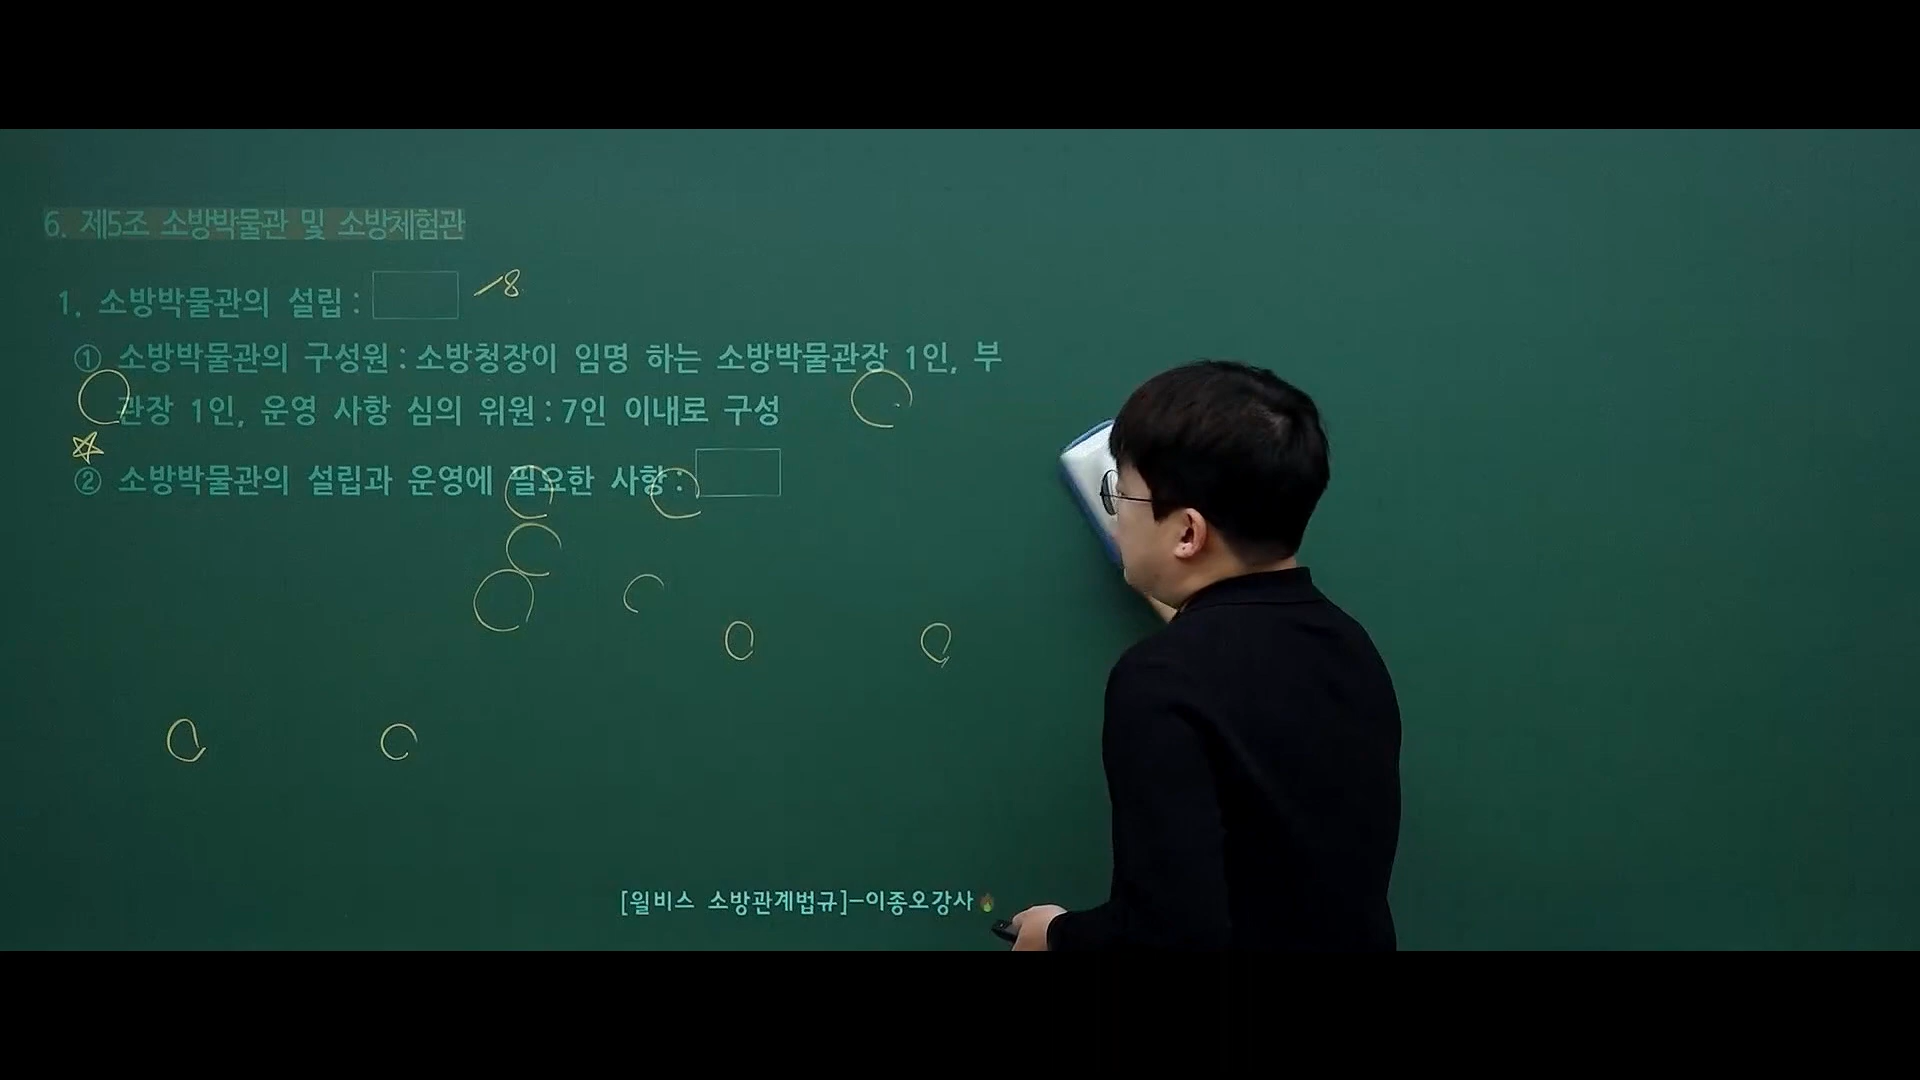 6. 제5조 소방박물관 및 소방체험관
1. 소방박물관의 설립 : /8
① 소방박물관의 구성원 : 소방청장이 임명 하는 소방박물관장 1인, 부
관장 1인, 운영 사항 심의 위원 : 7인 이내로 구성
② 소방박물관의 설립과 운영에 필요한 사항 :
[윌비스 소방관계법규]-이종오강사